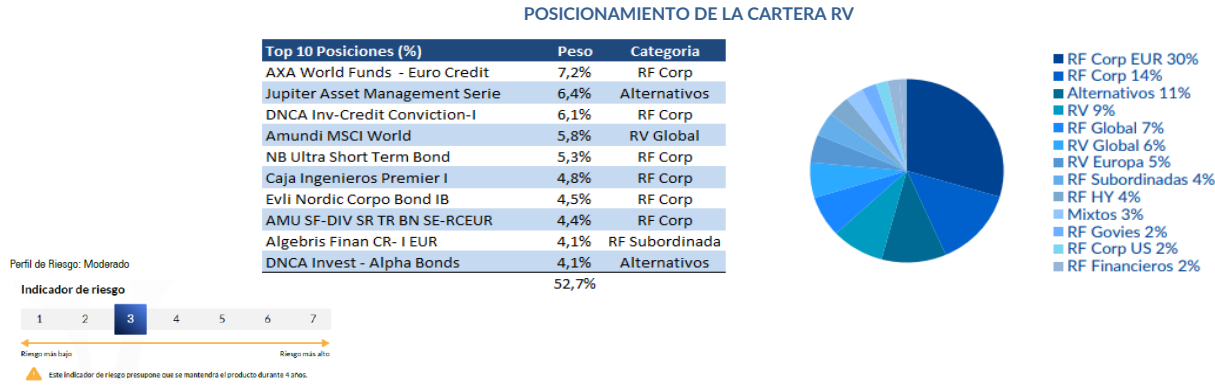 POSICIONAMIENTO DE LA CARTERA RV
Top 10 Posiciones (%) Peso Categoria
AXA World Funds - Euro Credit 7,2% RF Corp
Jupiter Asset Management Serie 6,4% Alternativos
DNCA Inv-Credit Conviction-I 6,1% RF Corp
Amundi MSCI World 5,8% RV Global
NB Ultra Short Term Bond 5,3% RF Corp
Caja Ingenieros Premier I 4,8% RF Corp
Evli Nordic Corpo Bond IB 4,5% RF Corp
AMU SF-DIV SR TR BN SE-RCEUR 4,4% RF Corp
Algebris Finan CR- I EUR 4,1% RF Subordinada
DNCA Invest - Alpha Bonds 4,1% Alternativos
52,7%
RF Corp EUR 30%
RF Corp 14%
Alternativos 11%
RV 9%
RF Global 7%
RV Global 6%
RV Europa 5%
RF Subordinadas 4%
RF HY 4%
Mixtos 3%
RF Govies 2%
RF Corp US 2%
RF Financieros 2%
Perfil de Riesgo: Moderado
Indicador de riesgo
1 2 3 4 5 6 7
Riesgo más bajo Riesgo más alto
Este indicador de riesgo presupone que se mantendra el producto durante 4 años.